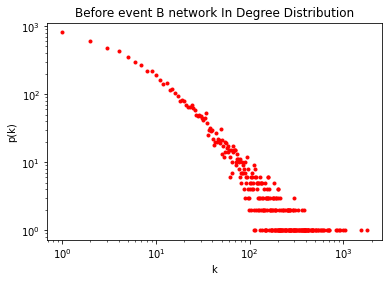 Before event B network In Degree Distribution
10³
10²
10¹
10⁰
p(k)
10⁰ 10¹ 10² 10³
k